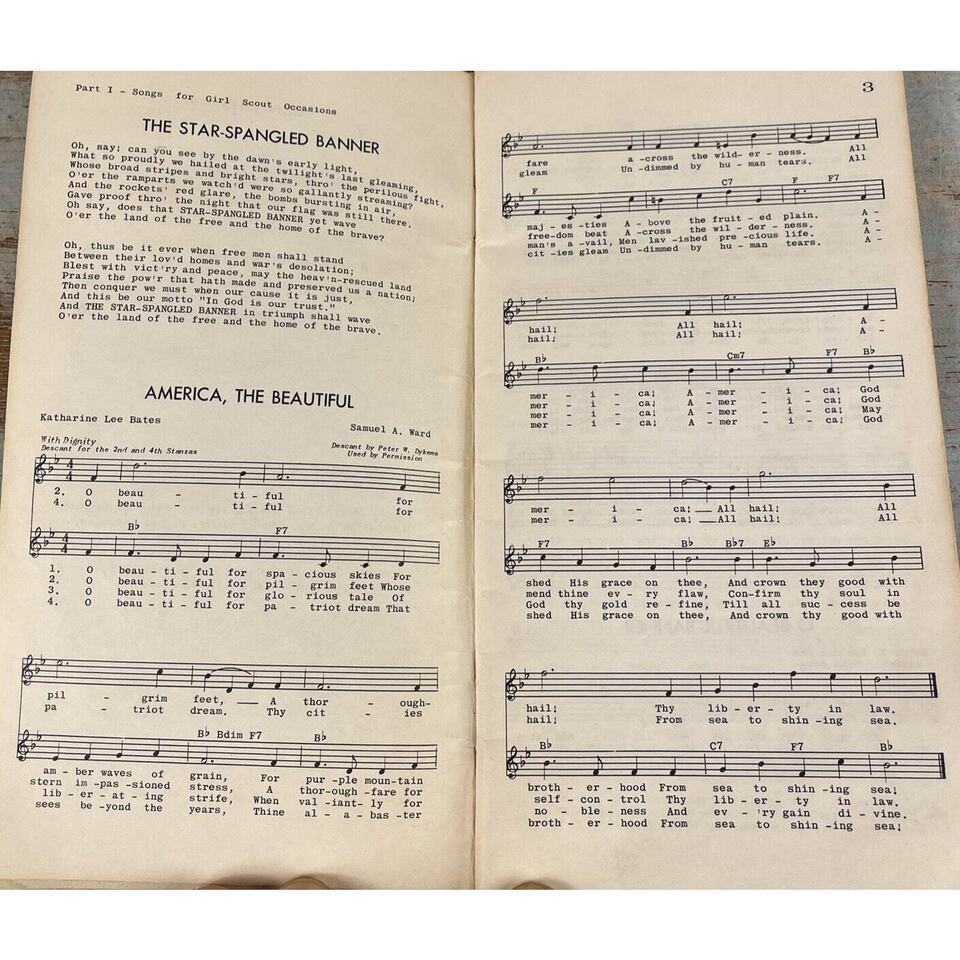 Part I - Songs for Girl Scout Occasions
THE STAR-SPANGLED BANNER
Oh, say; can you see by the dawn's early light,
What so proudly we hailed at the twilight's last gleaming,
Whose broad stripes and bright stars, thro' the perilous fight,
O'er the ramparts we watch'd were so gallantly streaming?
And the rockets' red glare, the bombs bursting in air,
Gave proof thro' the night that our flag was still there.
Oh say, does that STAR-SPANGLED BANNER yet wave
O'er the land of the free and the home of the brave?
Oh, thus be it ever when free men shall stand
Between their lov'd homes and war's desolation;
Blest with vict'ry and peace, may the heav'n-rescued land
Praise the pow'r that hath made and preserved us a nation;
Then conquer we must when our cause it is just,
And this be our motto "In God is our trust."
And THE STAR-SPANGLED BANNER in triumph shall wave
O'er the land of the free and the home of the brave.
AMERICA, THE BEAUTIFUL
Katharine Lee Bates
Samuel A. Ward
With Dignity
Descant for the 2nd and 4th Stanzas
Descant by Peter W. Dykema
Used by Permission
4 4
2. O beau - ti - ful for
4. O beau - ti - ful for
B♭ F7
4 4
1. O beau - ti - ful for spa - cious skies For
2. O beau - ti - ful for pil - grim feet Whose
3. O beau - ti - ful for glo - rious tale Of
4. O beau - ti - ful for pa - triot dream That
pil - grim feet, — A thor - ough-
pa - triot dream. Thy cit - ies
B♭ Bdim F7 B♭
am - ber waves of grain, For pur -ple moun-tain
stern im -pas -sioned stress, A thor-ough -fare for
lib - er - at - ing strife, When val -iant- ly for
sees be -yond the years, Thine al - a - bas -ter
3
fare a -cross the wild- er- ness. All
gleam Un -dimmed by hu- man tears. All
F C7 F F7
maj - es -ties A- bove the fruit - ed plain. A -
free-dom beat A -cross the wil - der- ness. A -
man's a -vail, Men lav -ished pre -cious life. A -
cit -ies gleam Un -dimmed by hu - man tears. A -
hail; All hail; A -
hail; All hail; A -
B♭ Cm7 F7 B♭
mer - i - ca; A - mer - i - ca; God
mer - i - ca; A - mer - i - ca; God
mer - i - ca; A - mer - i - ca; May
mer - i - ca; A - mer - i - ca; God
mer - i - ca; — All hail; All
mer - i - ca; — All hail; All
F7 B♭ B♭7 E♭
shed His grace on thee, And crown they good with
mend thine ev - ry flaw, Con-firm thy soul in
God thy gold re - fine, Till all suc - cess be
shed His grace on thee, And crown thy good with
hail; Thy lib - er - ty in law.
hail; From sea to shin -ing sea.
B♭ C7 F7 B♭
broth - er - hood From sea to shin -ing sea;
self - con - trol Thy lib - er - ty in law.
no - ble - ness And ev - 'ry gain di - vine.
broth - er - hood From sea to shin -ing sea;